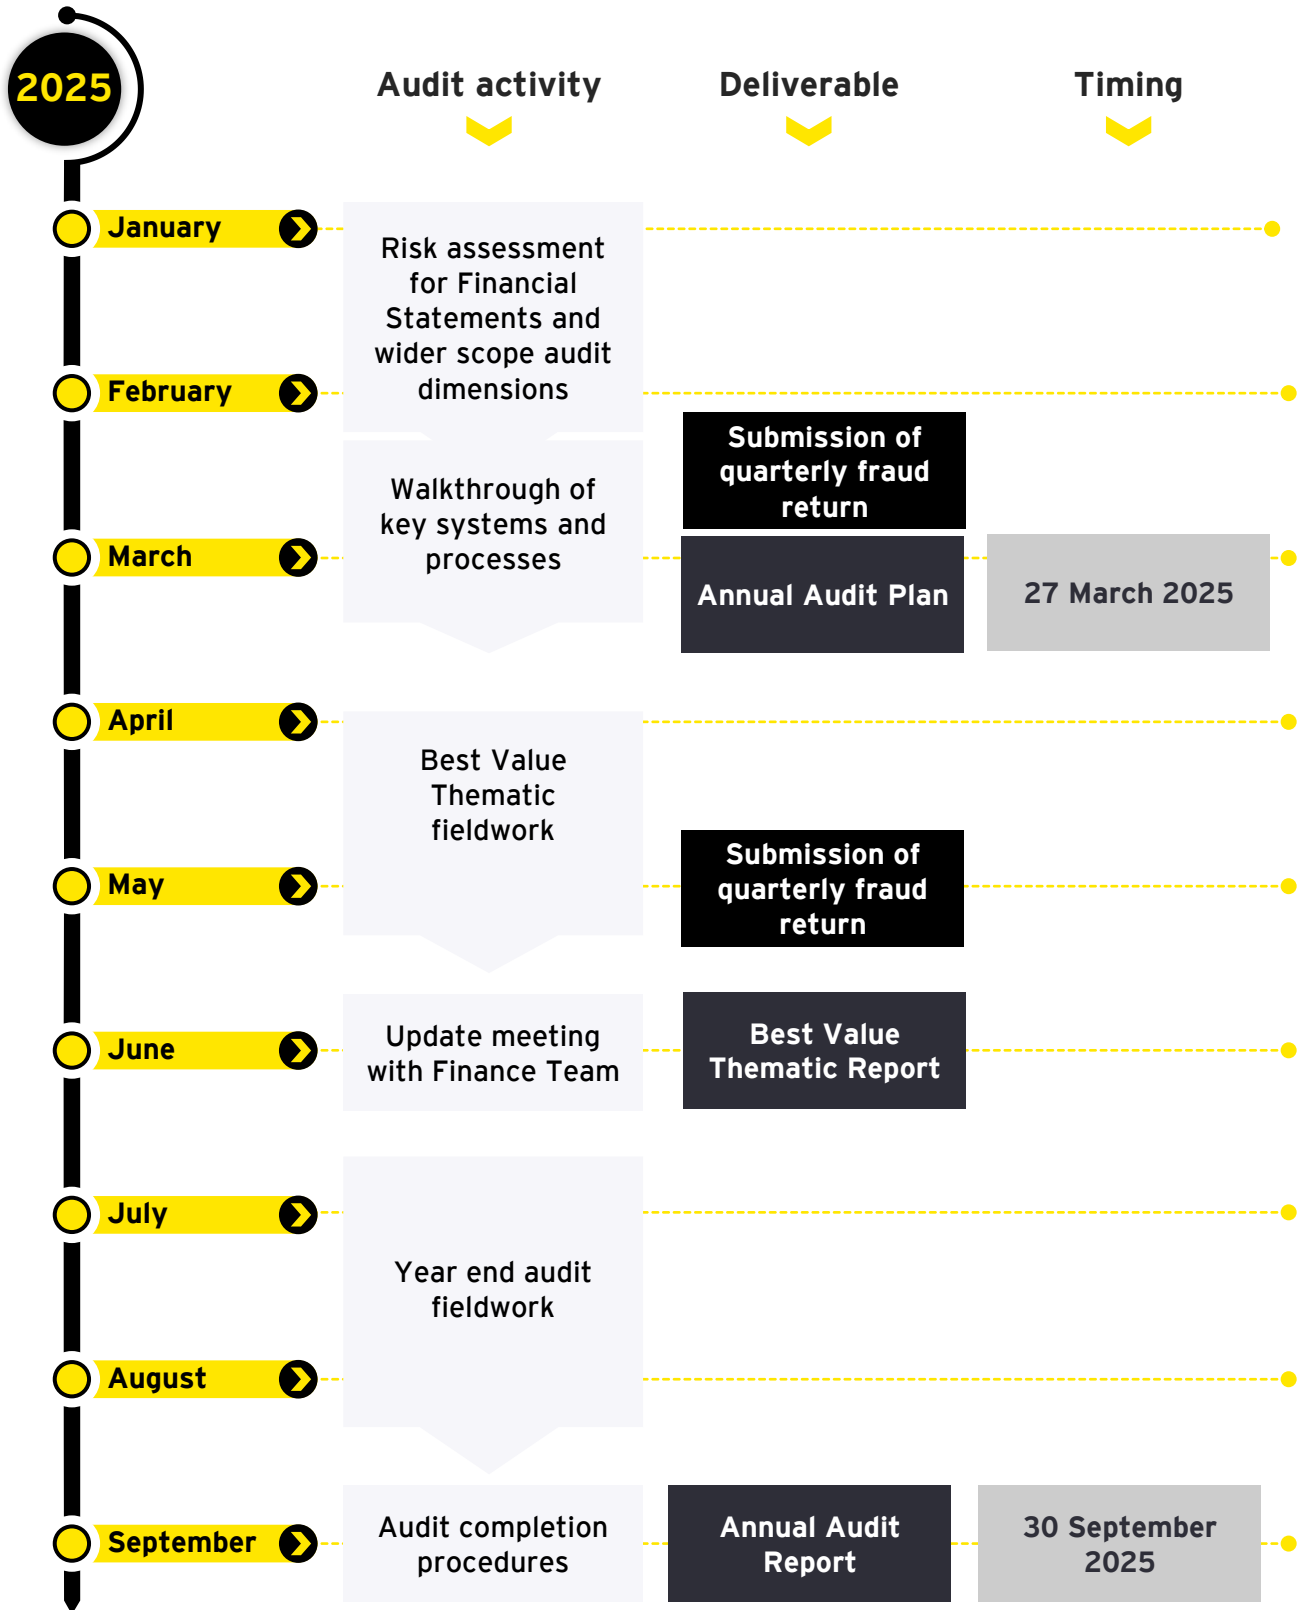 2025
Audit activity
Deliverable
Timing
January
Risk assessment
for Financial
Statements and
wider scope audit
dimensions
February
Submission of
quarterly fraud
return
Walkthrough of
key systems and
processes
March
Annual Audit Plan
27 March 2025
April
Best Value
Thematic
fieldwork
May
Submission of
quarterly fraud
return
June
Update meeting
with Finance Team
Best Value
Thematic Report
July
Year end audit
fieldwork
August
September
Audit completion
procedures
Annual Audit
Report
30 September
2025